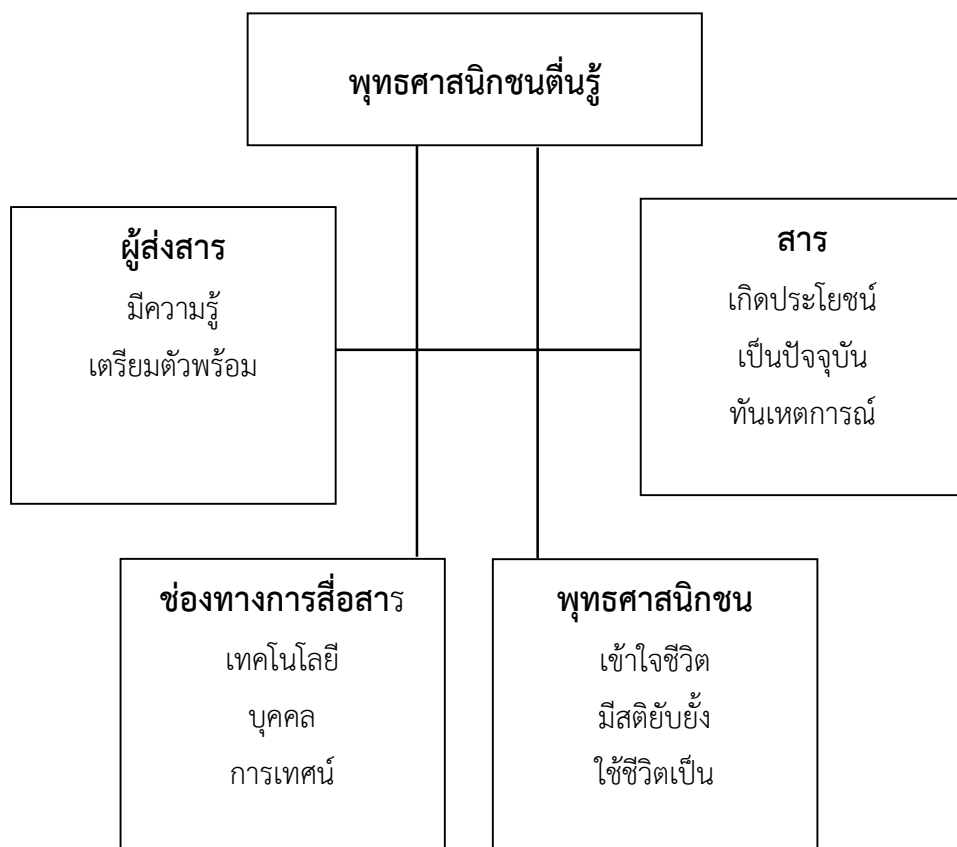 พุทธศาสนิกชนตื่นรู้
ผู้ส่งสาร
มีความรู้
เตรียมตัวพร้อม
สาร
เกิดประโยชน์
เป็นปัจจุบัน
ทันเหตการณ์
ช่องทางการสื่อสาร
เทคโนโลยี
บุคคล
การเทศน์
พุทธศาสนิกชน
เข้าใจชีวิต
มีสติยับยั้ง
ใช้ชีวิตเป็น